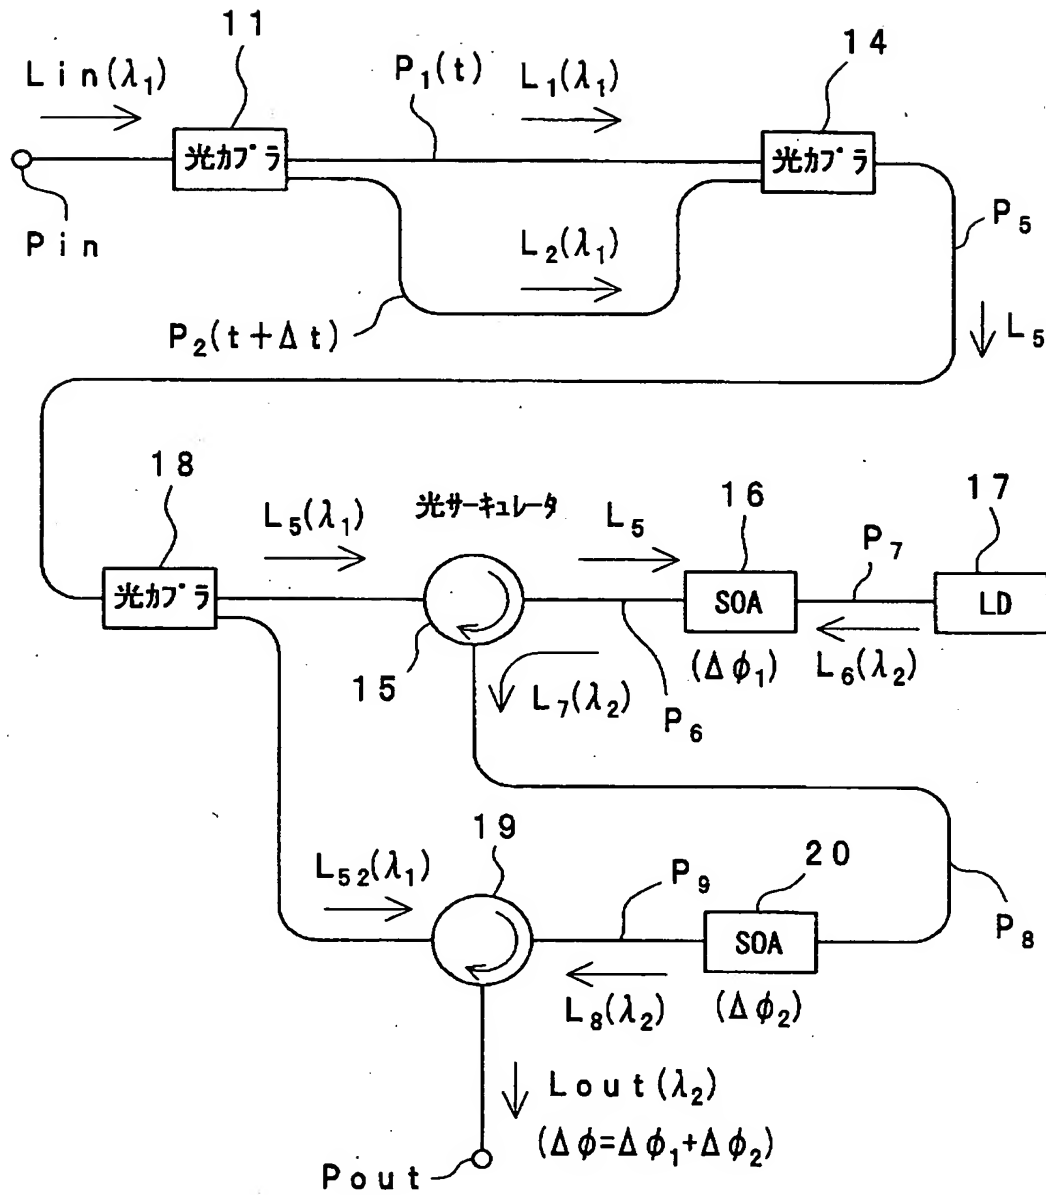 11
14
Lin(λ₁)
P₁(t)
L₁(λ₁)
光カプラ
光カプラ
Pin
P₅
L₂(λ₁)
P₂(t+Δt)
L₅
18
光サーキュレータ
16
17
L₅(λ₁)
L₅
P₇
光カプラ
SOA
LD
15
(Δφ₁)
L₆(λ₂)
L₇(λ₂)
P₆
19
20
L₅₂(λ₁)
P₉
SOA
P₈
L₈(λ₂)
(Δφ₂)
Lout(λ₂)
(Δφ=Δφ₁+Δφ₂)
Pout